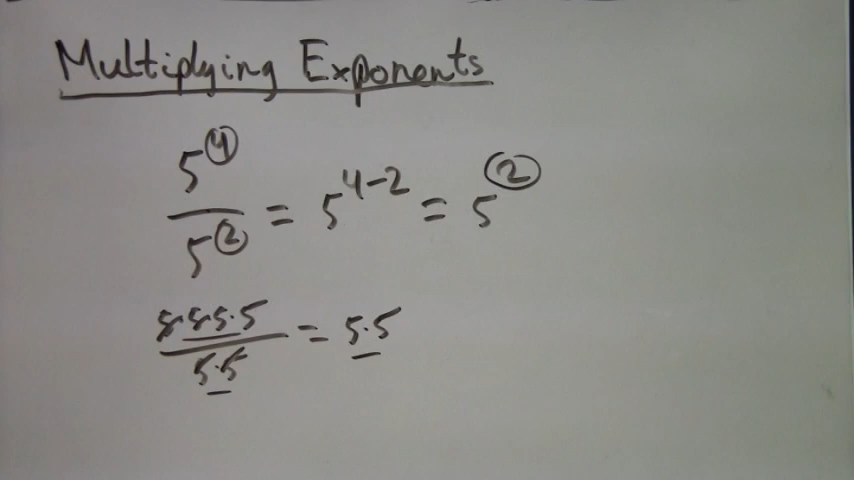 Multiplying Exponents
5^4/5^2 = 5^4-2 = 5^2
5·5·5·5/5·5 = 5·5